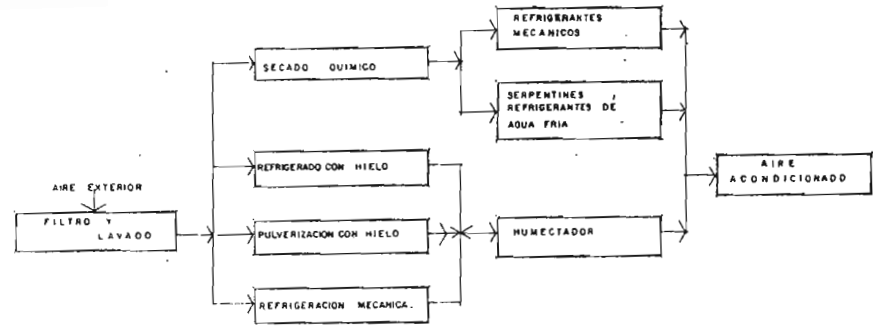 REFRIGERANTES
MECANICOS
SECADO QUIMICO
SERPENTINES
REFRIGERANTES DE
AGUA FRIA
AIRE
ACONDICIONADO
REFRIGERADO CON HIELO
AIRE EXTERIOR
FILTRO Y
LAVADO
PULVERIZACION CON HIELO
HUMECTADOR
REFRIGERACION MECANICA.